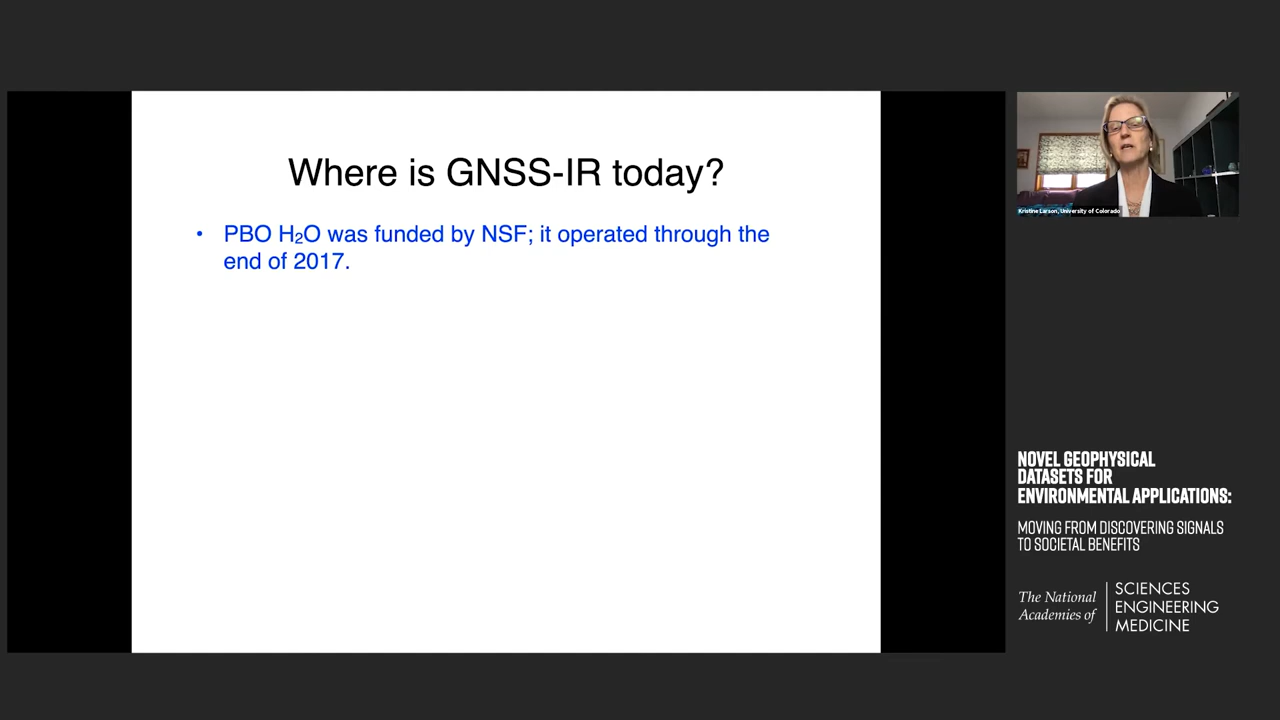 Where is GNSS-IR today?
• PBO H₂O was funded by NSF; it operated through the
end of 2017.
Kristine Larson, University of Colorado
NOVEL GEOPHYSICAL
DATASETS FOR
ENVIRONMENTAL APPLICATIONS:
MOVING FROM DISCOVERING SIGNALS
TO SOCIETAL BENEFITS
The National
Academies of
SCIENCES
ENGINEERING
MEDICINE